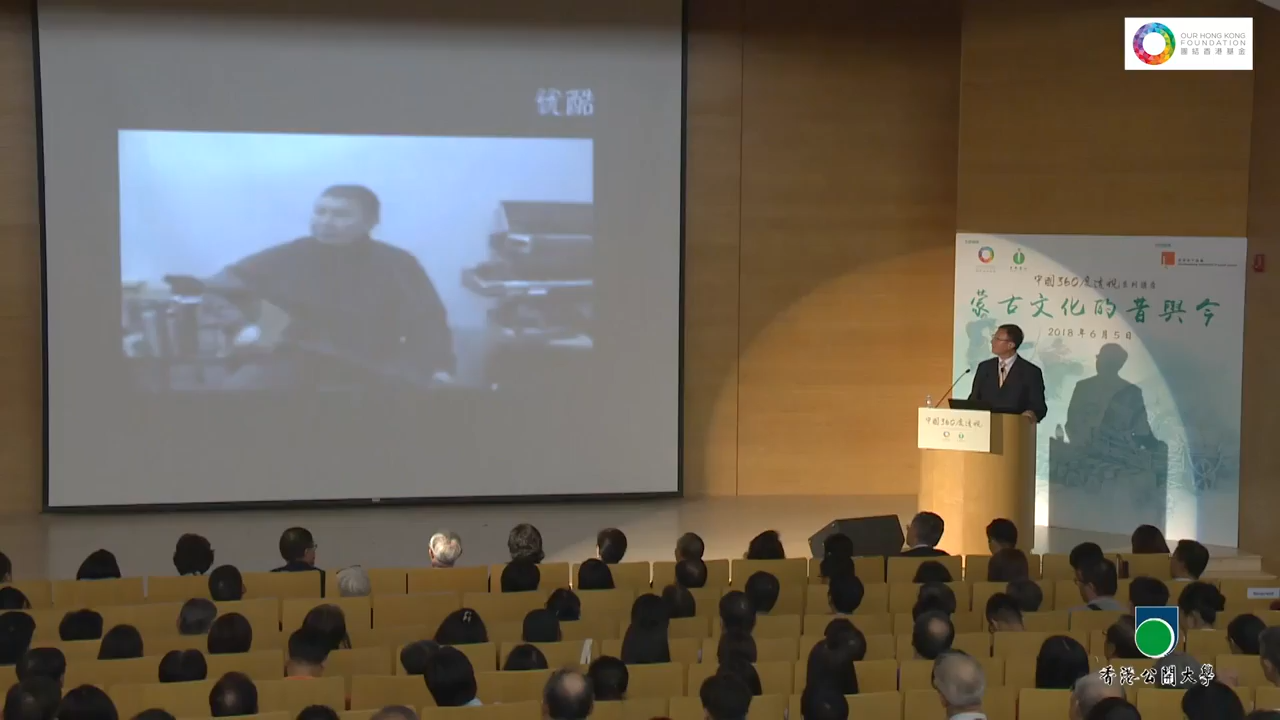 优酷
OUR HONG KONG
FOUNDATION
團結香港基金
中國360度透視系列講座
蒙古文化的昔與今
2018年6月5日
中國360度透視
香港公開大學